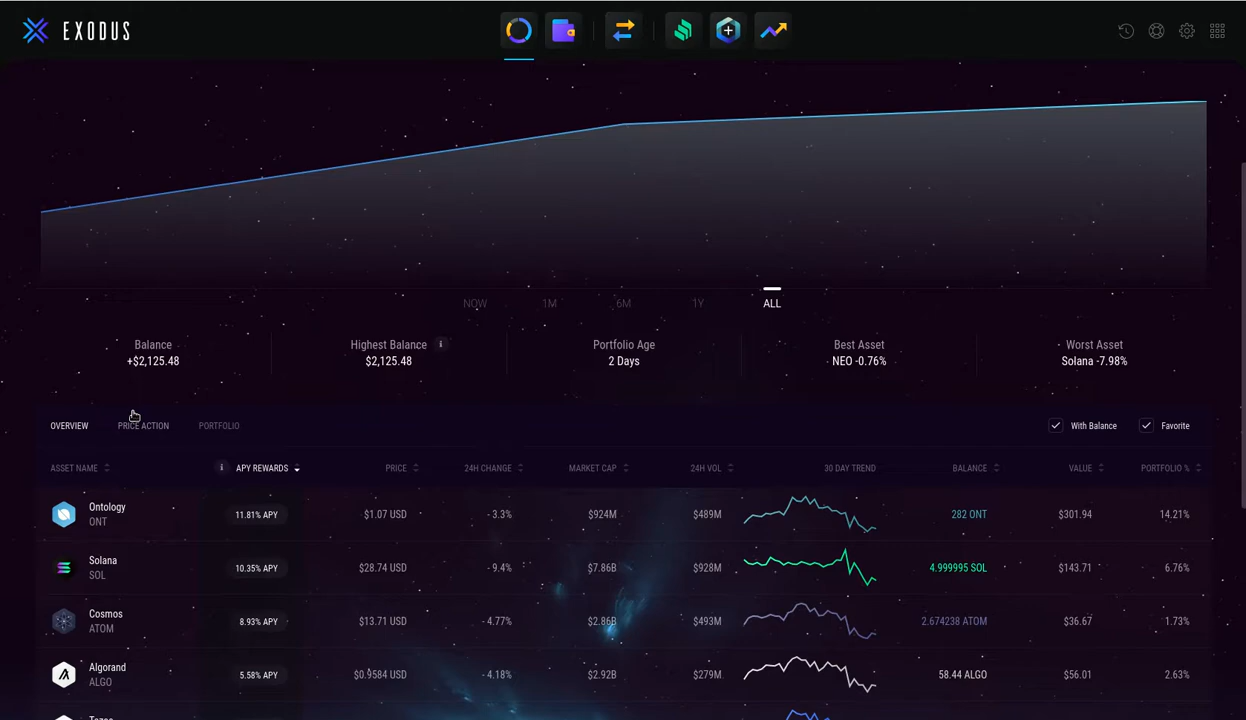 EXODUS
NOW 1M 6M 1Y ALL
Balance Highest Balance i Portfolio Age Best Asset Worst Asset
+$2,125.48 $2,125.48 2 Days NEO -0.76% Solana -7.98%
OVERVIEW PRICE ACTION PORTFOLIO With Balance Favorite
ASSET NAME i APY REWARDS PRICE 24H CHANGE MARKET CAP 24H VOL 30 DAY TREND BALANCE VALUE PORTFOLIO %
Ontology
ONT
11.81% APY $1.07 USD - 3.3% $924M $489M 282 ONT $301.94 14.21%
Solana
SOL
10.35% APY $28.74 USD - 9.4% $7.86B $928M 4.999995 SOL $143.71 6.76%
Cosmos
ATOM
8.93% APY $13.71 USD - 4.77% $2.86B $493M 2.674238 ATOM $36.67 1.73%
Algorand
ALGO
5.58% APY $0.9584 USD - 4.18% $2.92B $279M 58.44 ALGO $56.01 2.63%